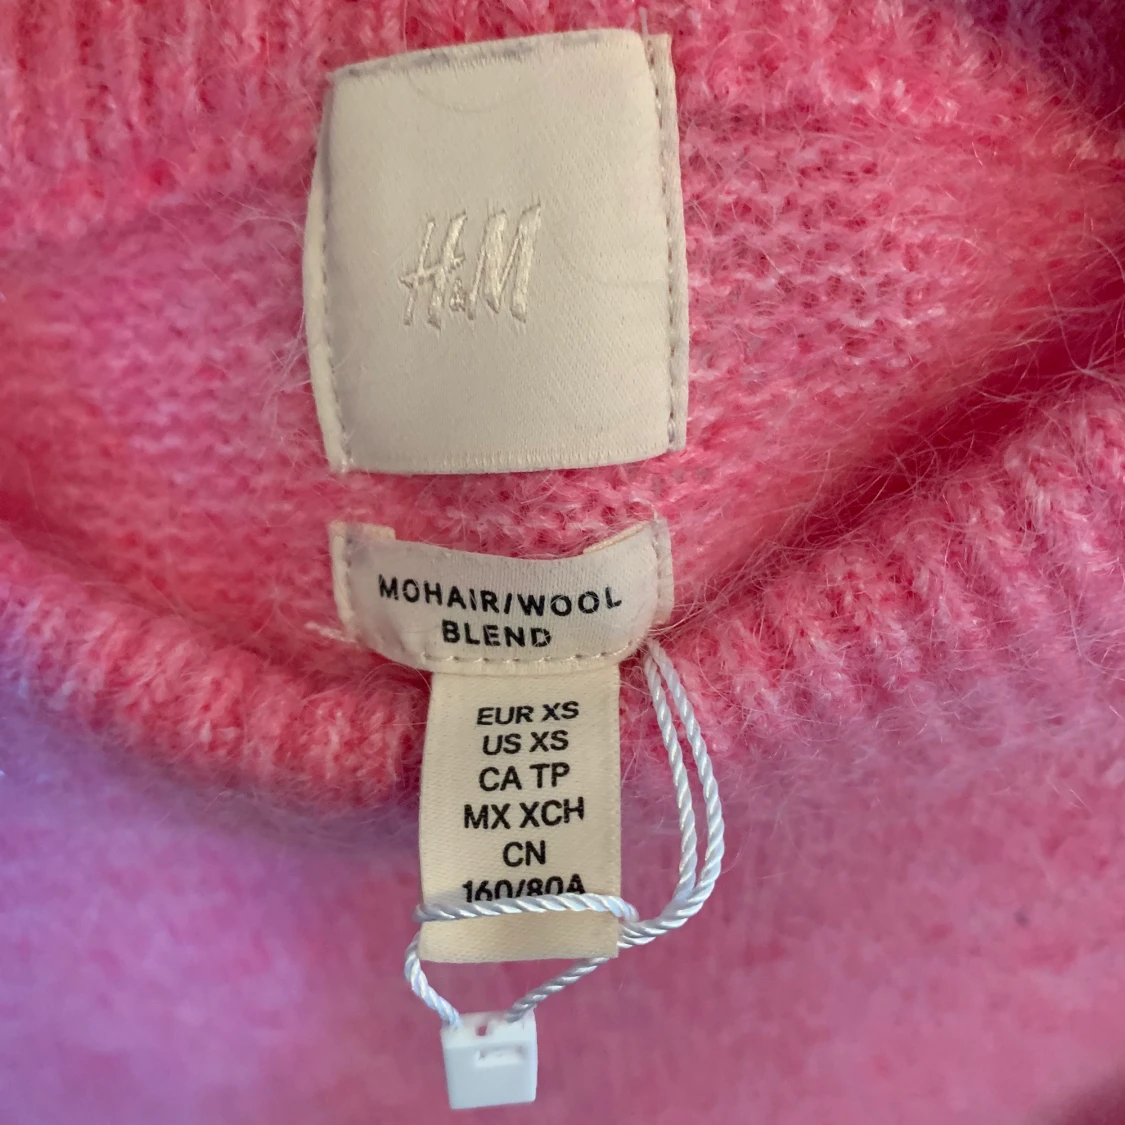 H&M
MOHAIR/WOOL
BLEND
EUR XS
US XS
CA TP
MX XCH
CN
160/80A